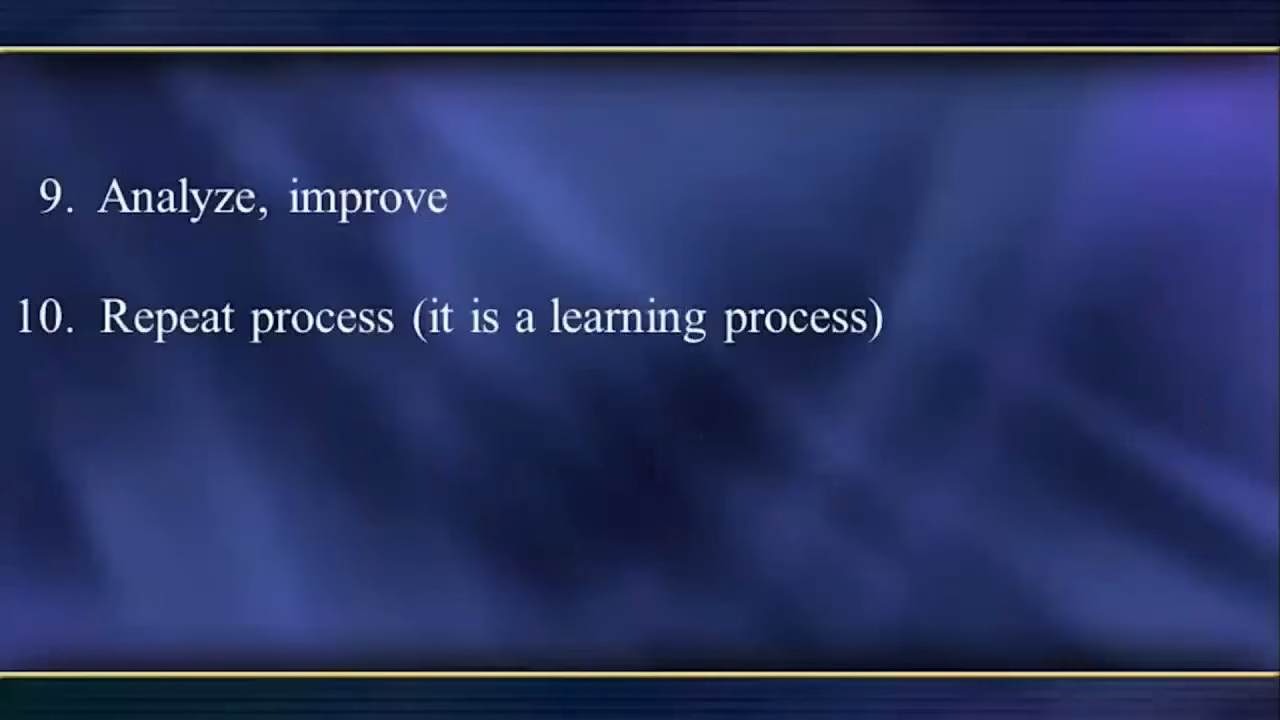 9. Analyze, improve
10. Repeat process (it is a learning process)